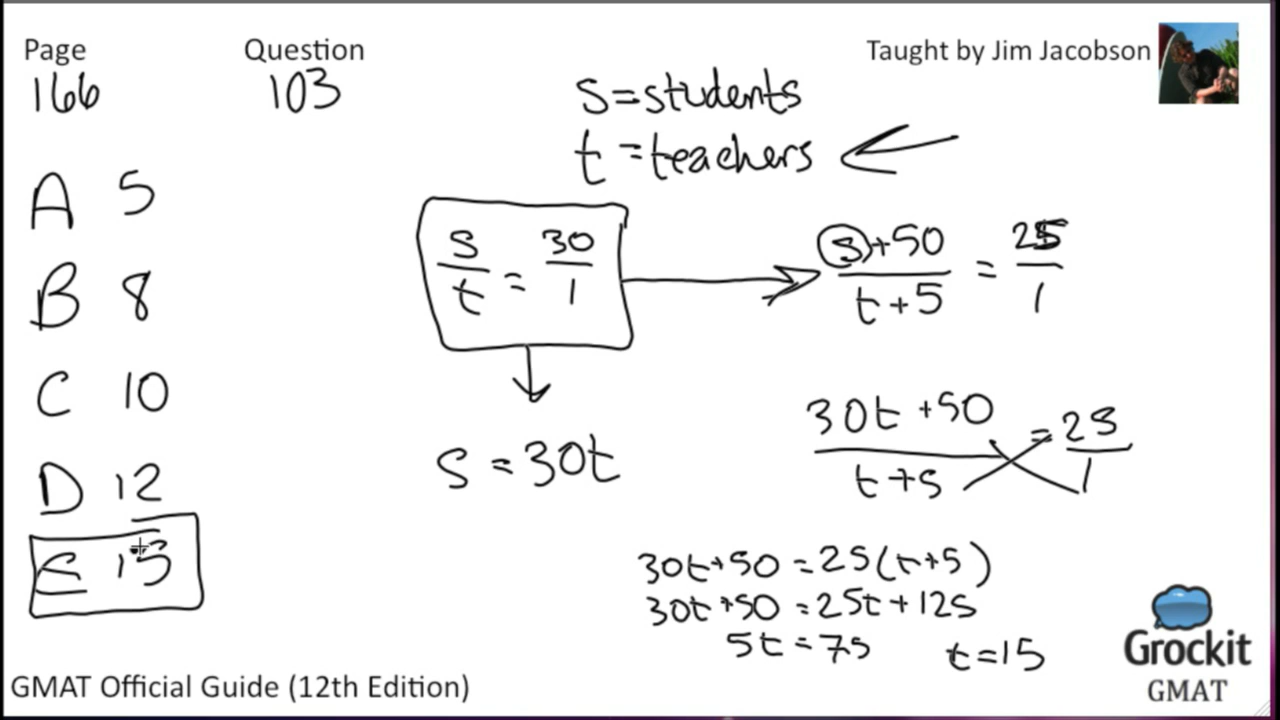 Page Question Taught by Jim Jacobson
166 103
s=students
t=teachers
A 5
B 8
C 10
D 12
E 15
s/t = 30/1
s+50/t+5 = 25/1
s=30t
30t+50/t+5 = 25/1
30t+50=25(t+5)
30t+50=25t+125
5t=75 t=15
Grockit
GMAT
GMAT Official Guide (12th Edition)